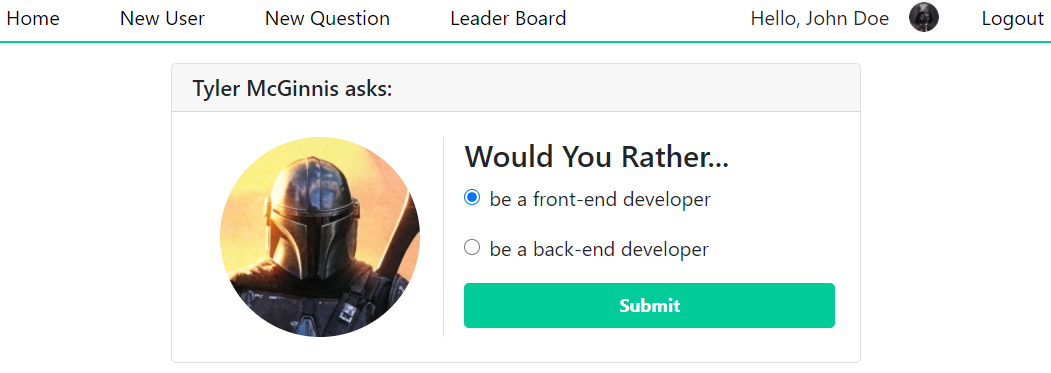 Home New User New Question Leader Board Hello, John Doe Logout
Tyler McGinnis asks:
Would You Rather...
be a front-end developer
be a back-end developer
Submit